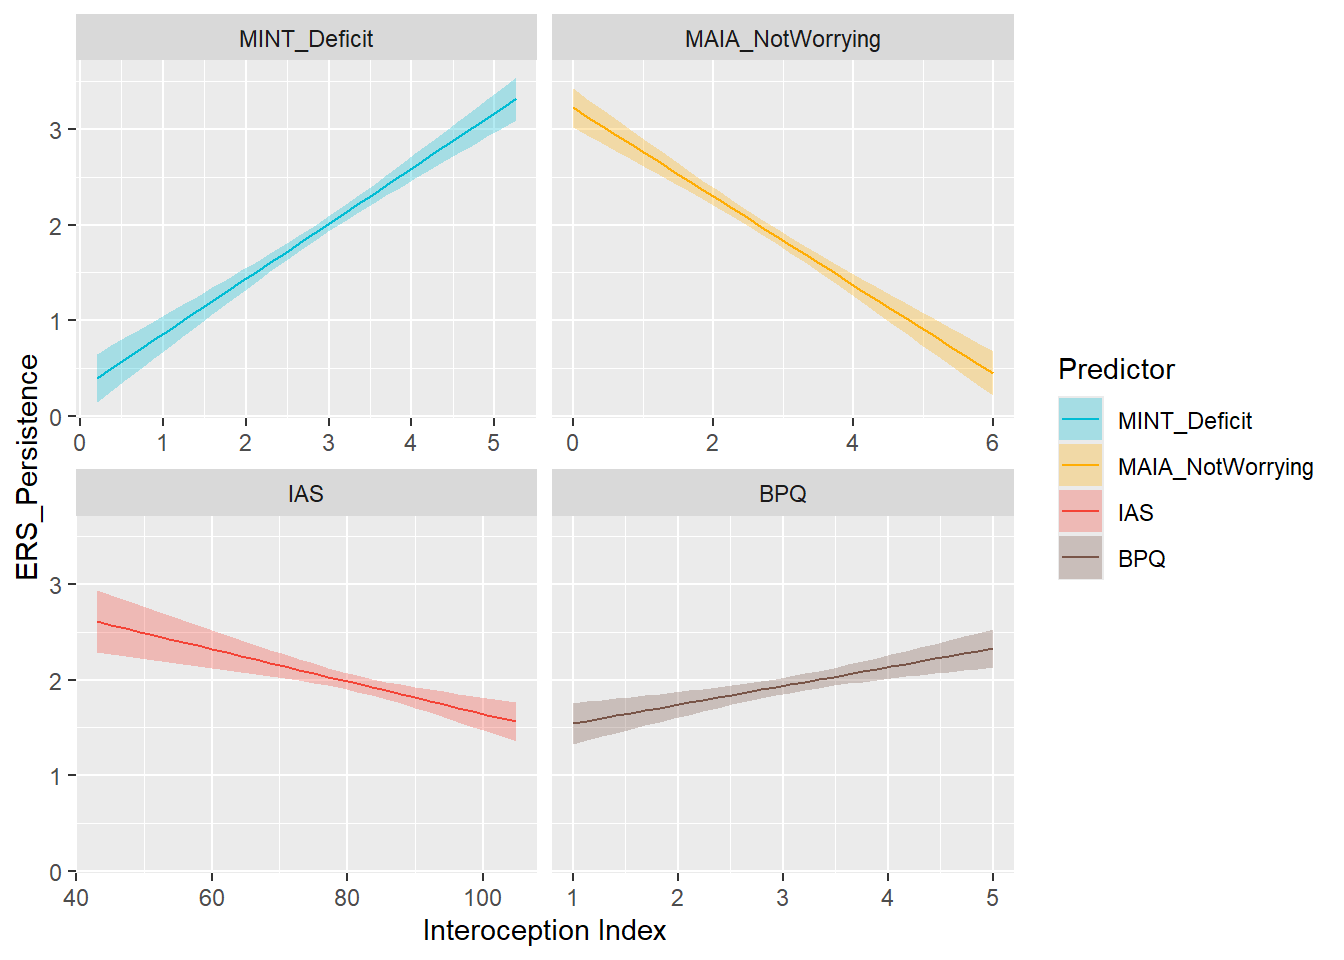 MINT_Deficit
MAIA_NotWorrying
3
2
1
0
0 1 2 3 4 5
0 2 4 6
ERS_Persistence
IAS
BPQ
3
2
1
0
40 60 80 100
1 2 3 4 5
Interoception Index
Predictor
MINT_Deficit
MAIA_NotWorrying
IAS
BPQ